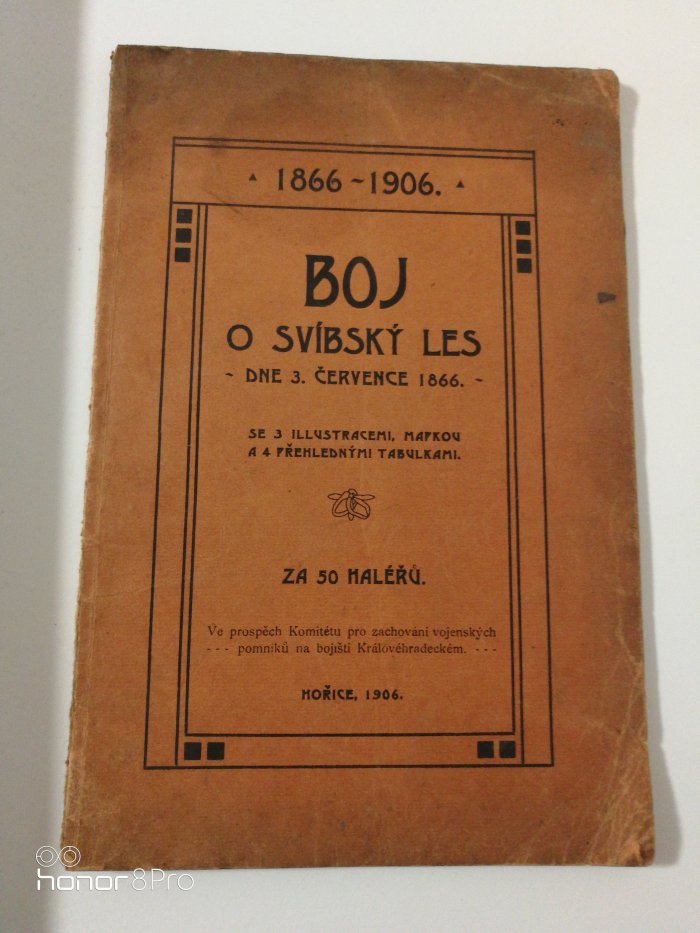 1866 ~ 1906.
BOJ
O SVÍBSKÝ LES
~ DNE 3. ČERVENCE 1866. ~
SE 3 ILLUSTRACEMI, MAPKOU
A 4 PŘEHLEDNÝMI TABULKAMI.
ZA 50 HALÉŘŮ.
Ve prospěch Komitétu pro zachování vojenských
- - - pomníků na bojišti Královéhradeckém. - - -
HOŘICE, 1906.
honor8Pro